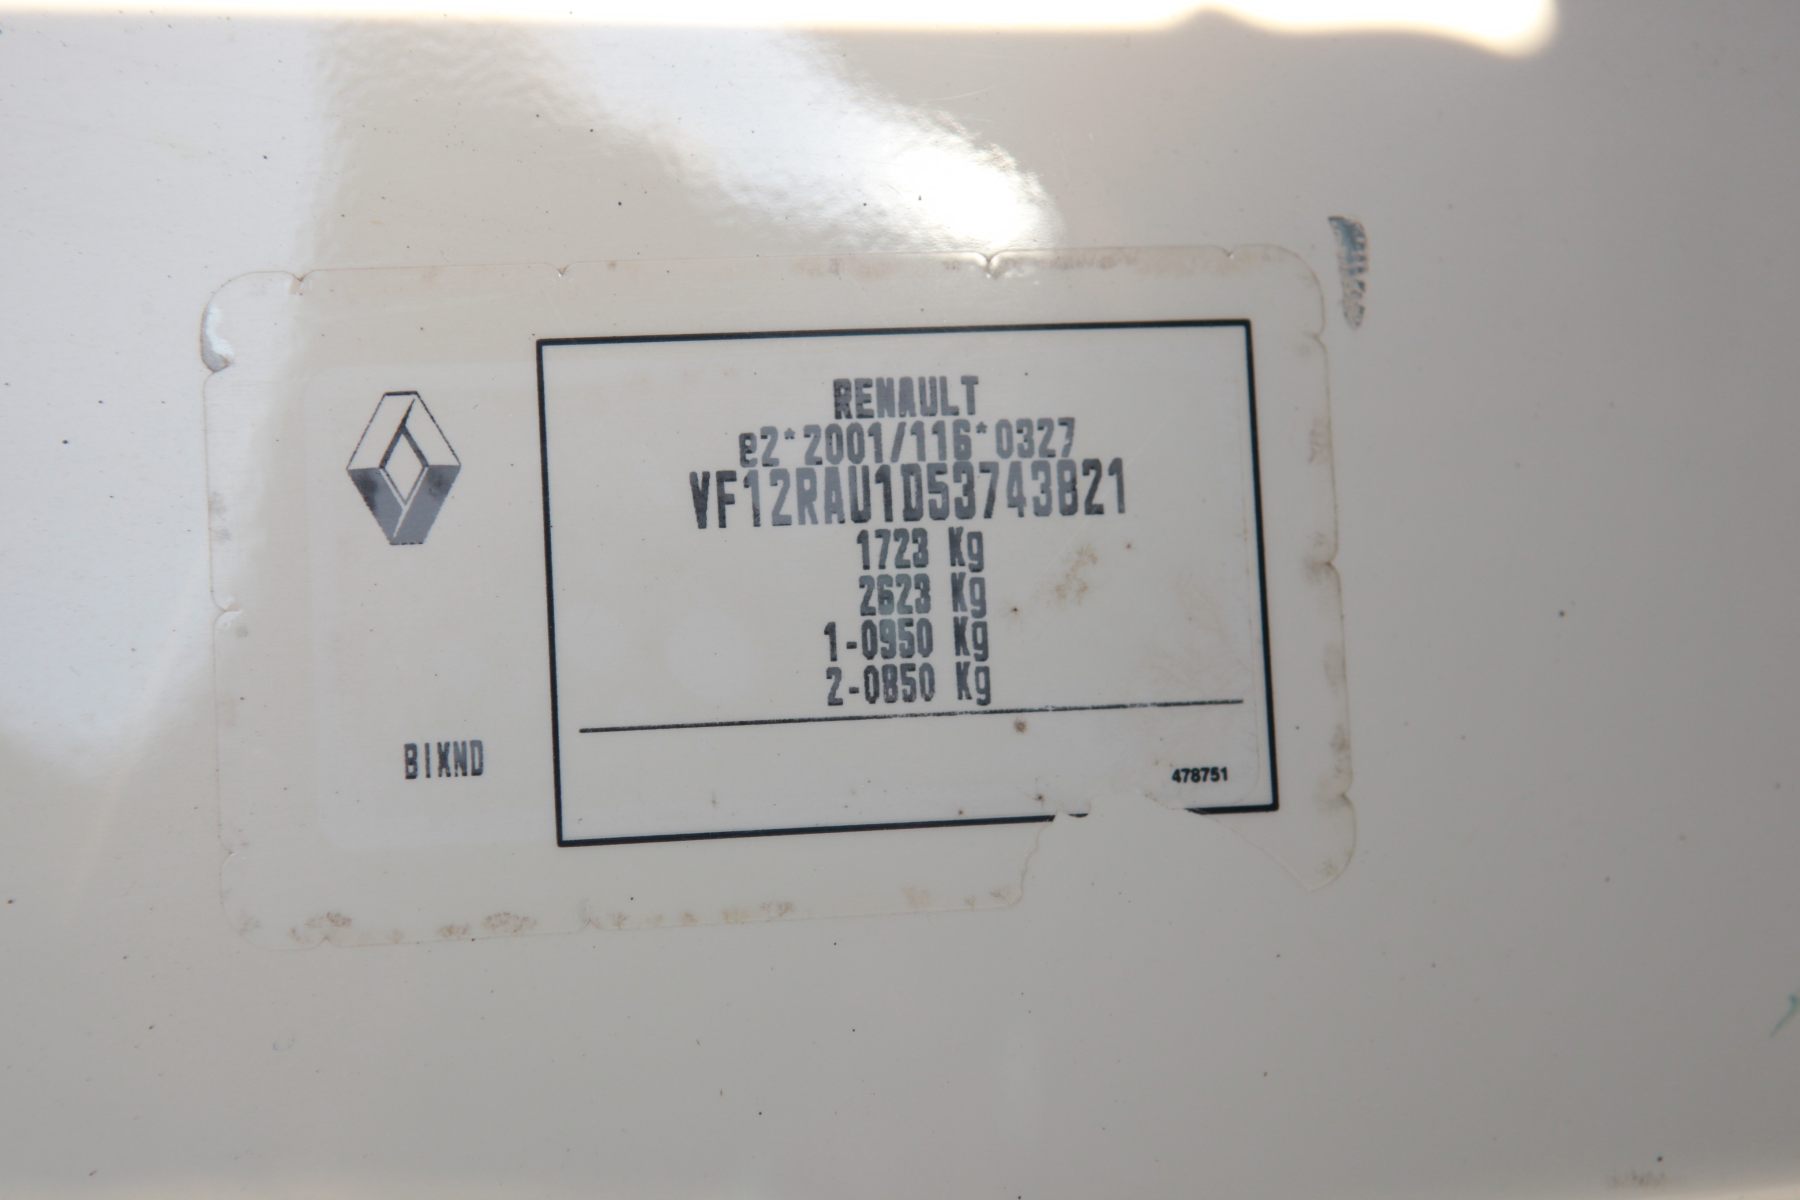 RENAULT
e2*2001/116*0327
VF12RAU1D53743821
1723 Kg
2623 Kg
1-0950 Kg
2-0850 Kg
BIXND
478751